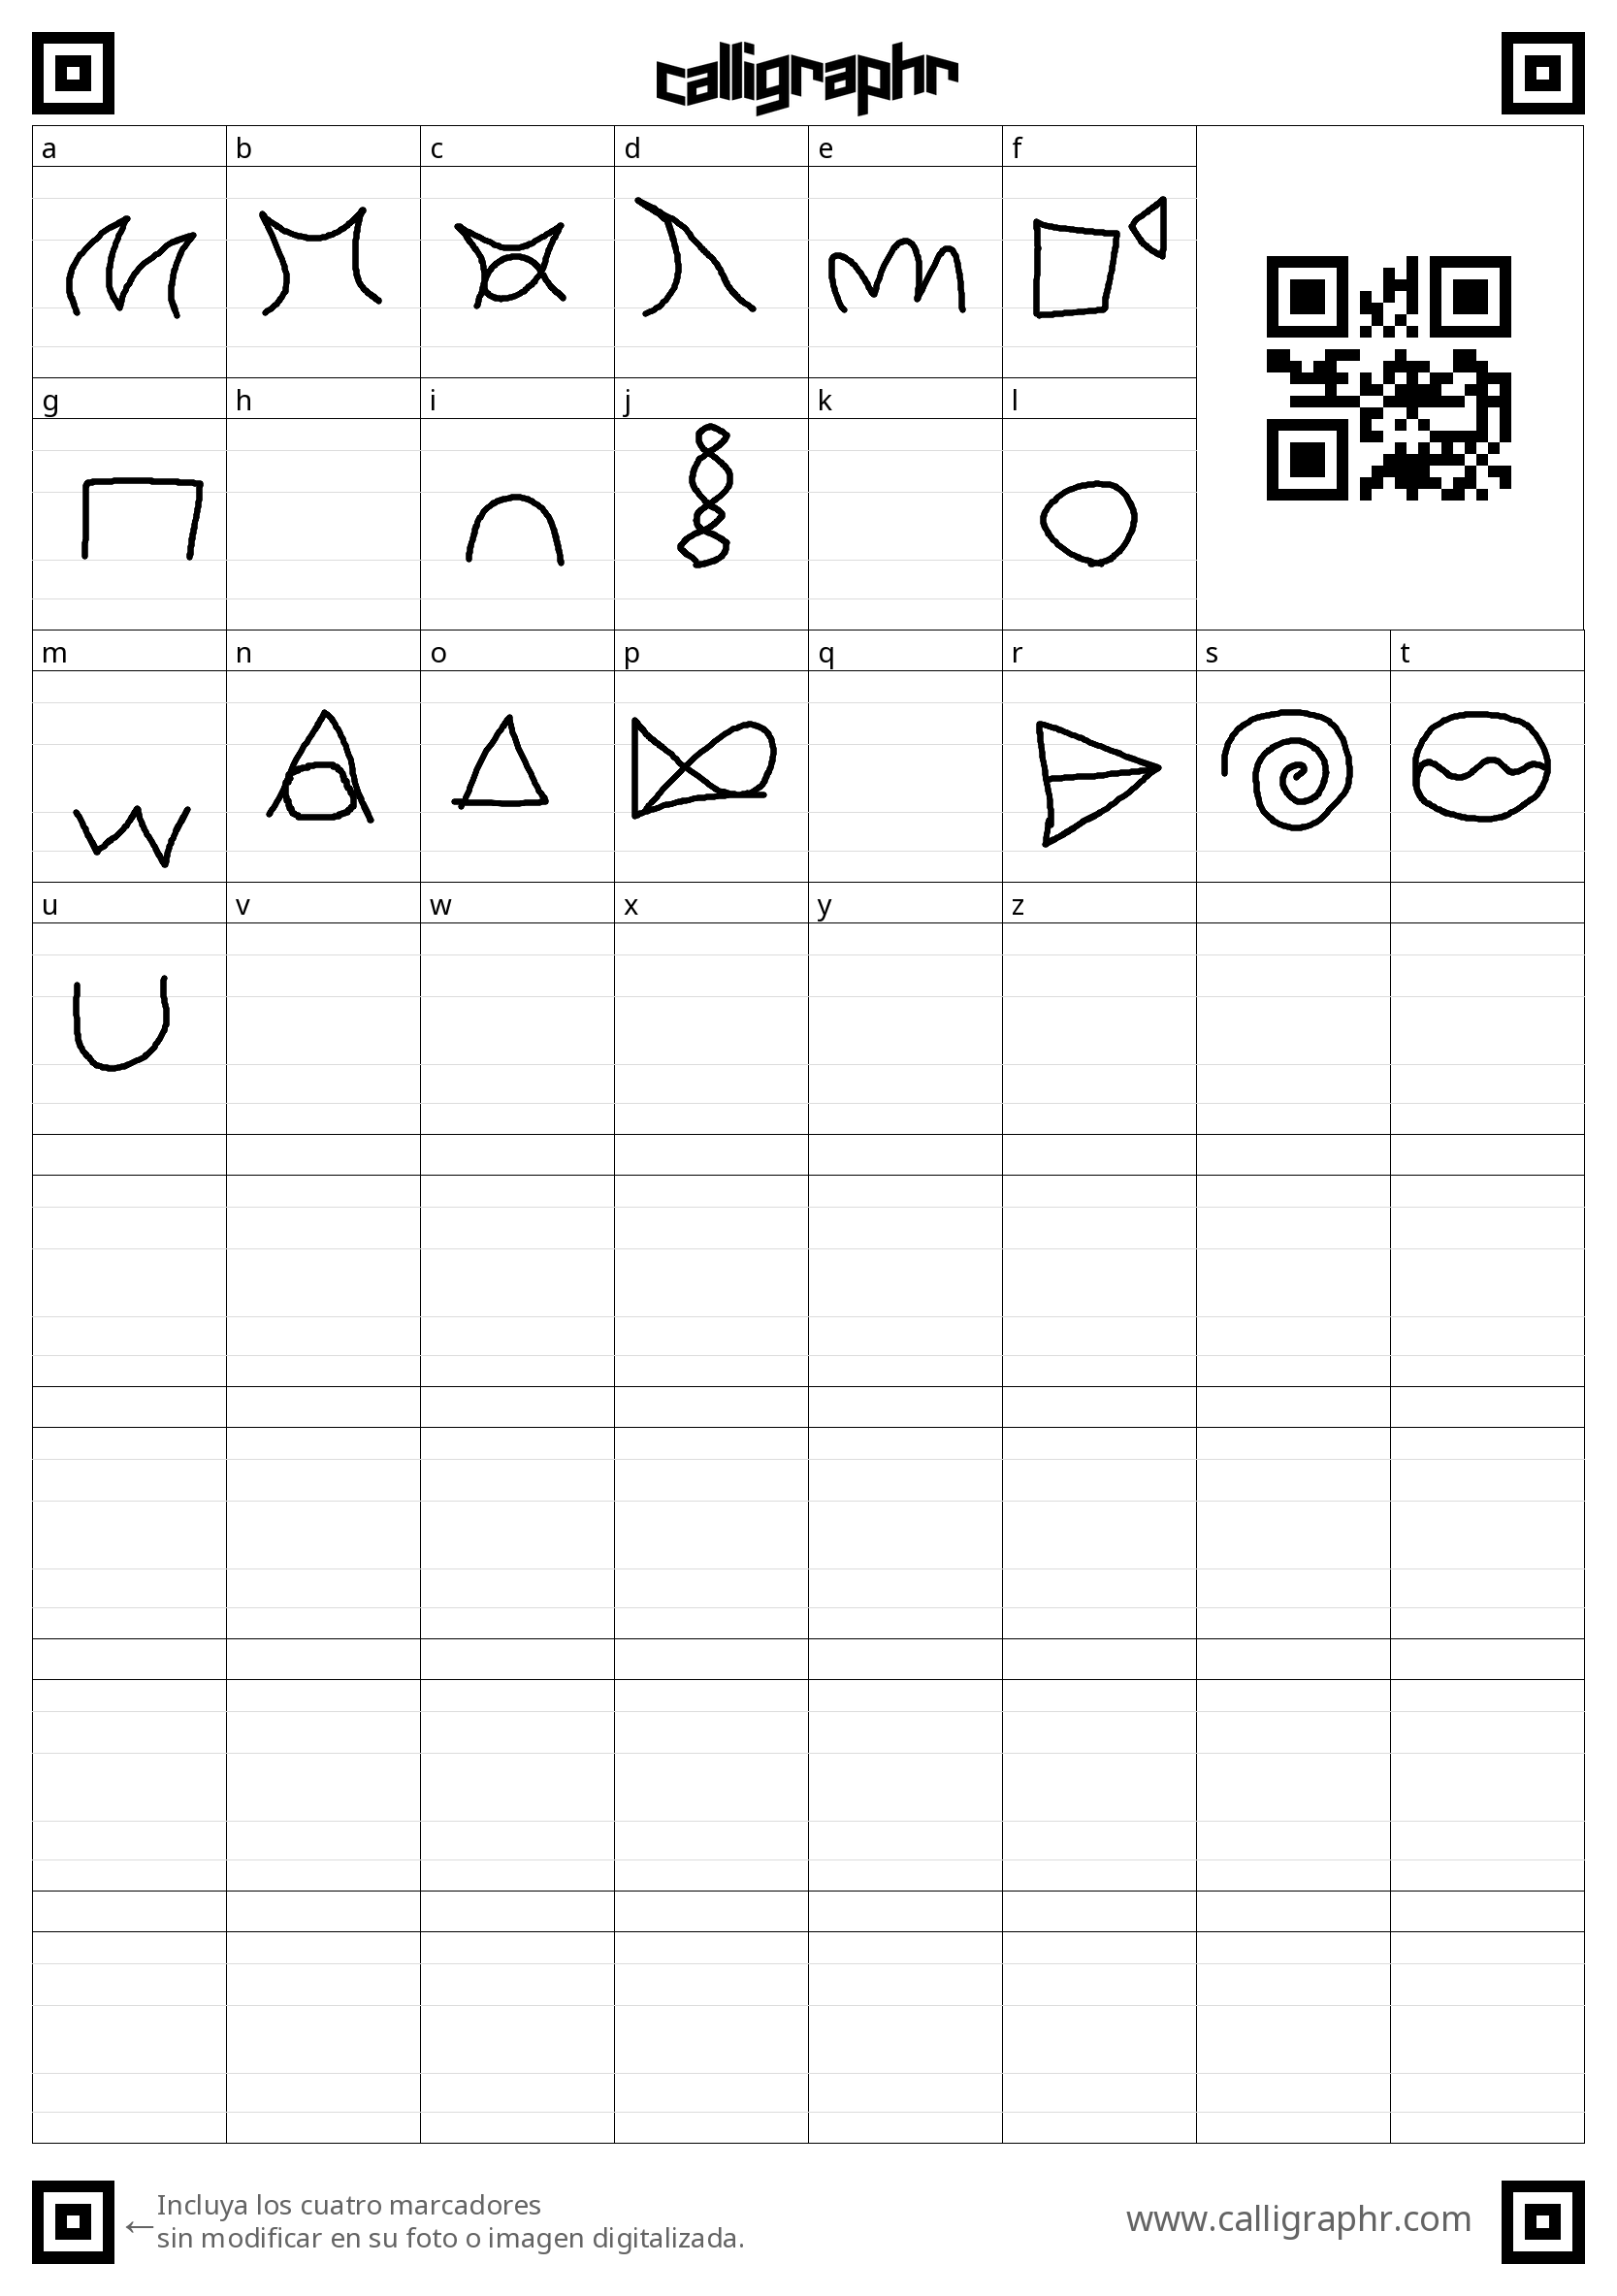 calligraphr
a b c d e f
g h i j k l
m n o p q r s t
u v w x y z
← Incluya los cuatro marcadores
sin modificar en su foto o imagen digitalizada.
www.calligraphr.com